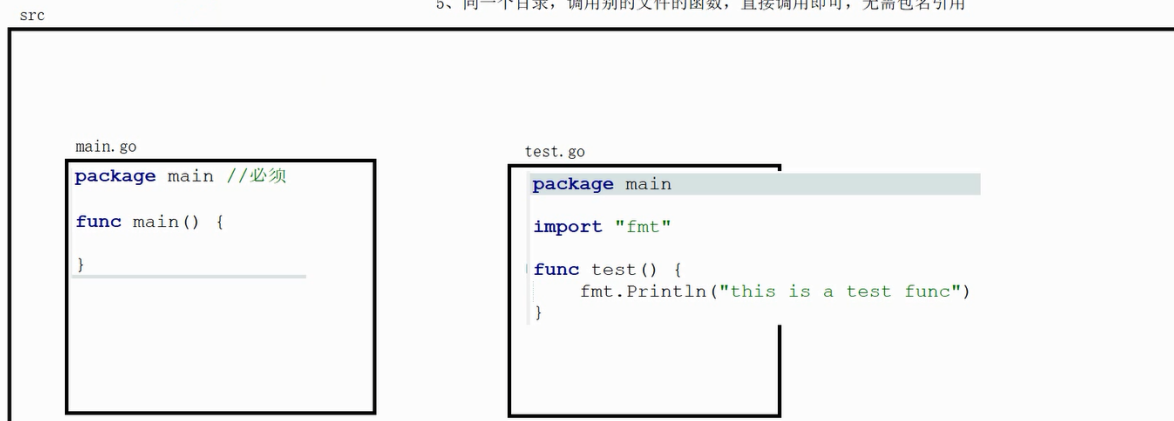 5、同一个目录，调用别的文件的函数，直接调用即可，无需包名引用
src
main.go
package main //必须
func main() {
}
test.go
package main
import "fmt"
func test() {
fmt.Println("this is a test func")
}